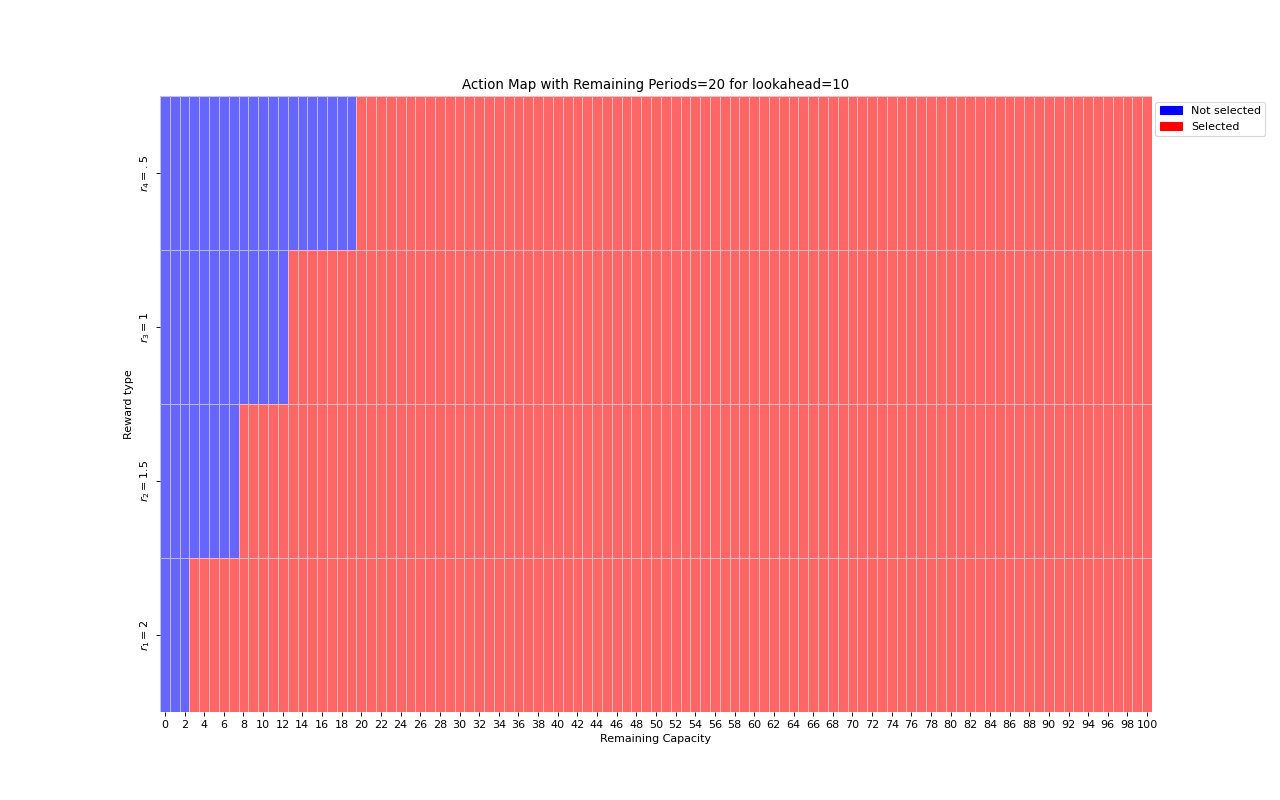 Action Map with Remaining Periods=20 for lookahead=10
Not selected
Selected
r₄ = .5
r₃ = 1
r₂ = 1.5
r₁ = 2
Reward type
0 2 4 6 8 10 12 14 16 18 20 22 24 26 28 30 32 34 36 38 40 42 44 46 48 50 52 54 56 58 60 62 64 66 68 70 72 74 76 78 80 82 84 86 88 90 92 94 96 98 100
Remaining Capacity